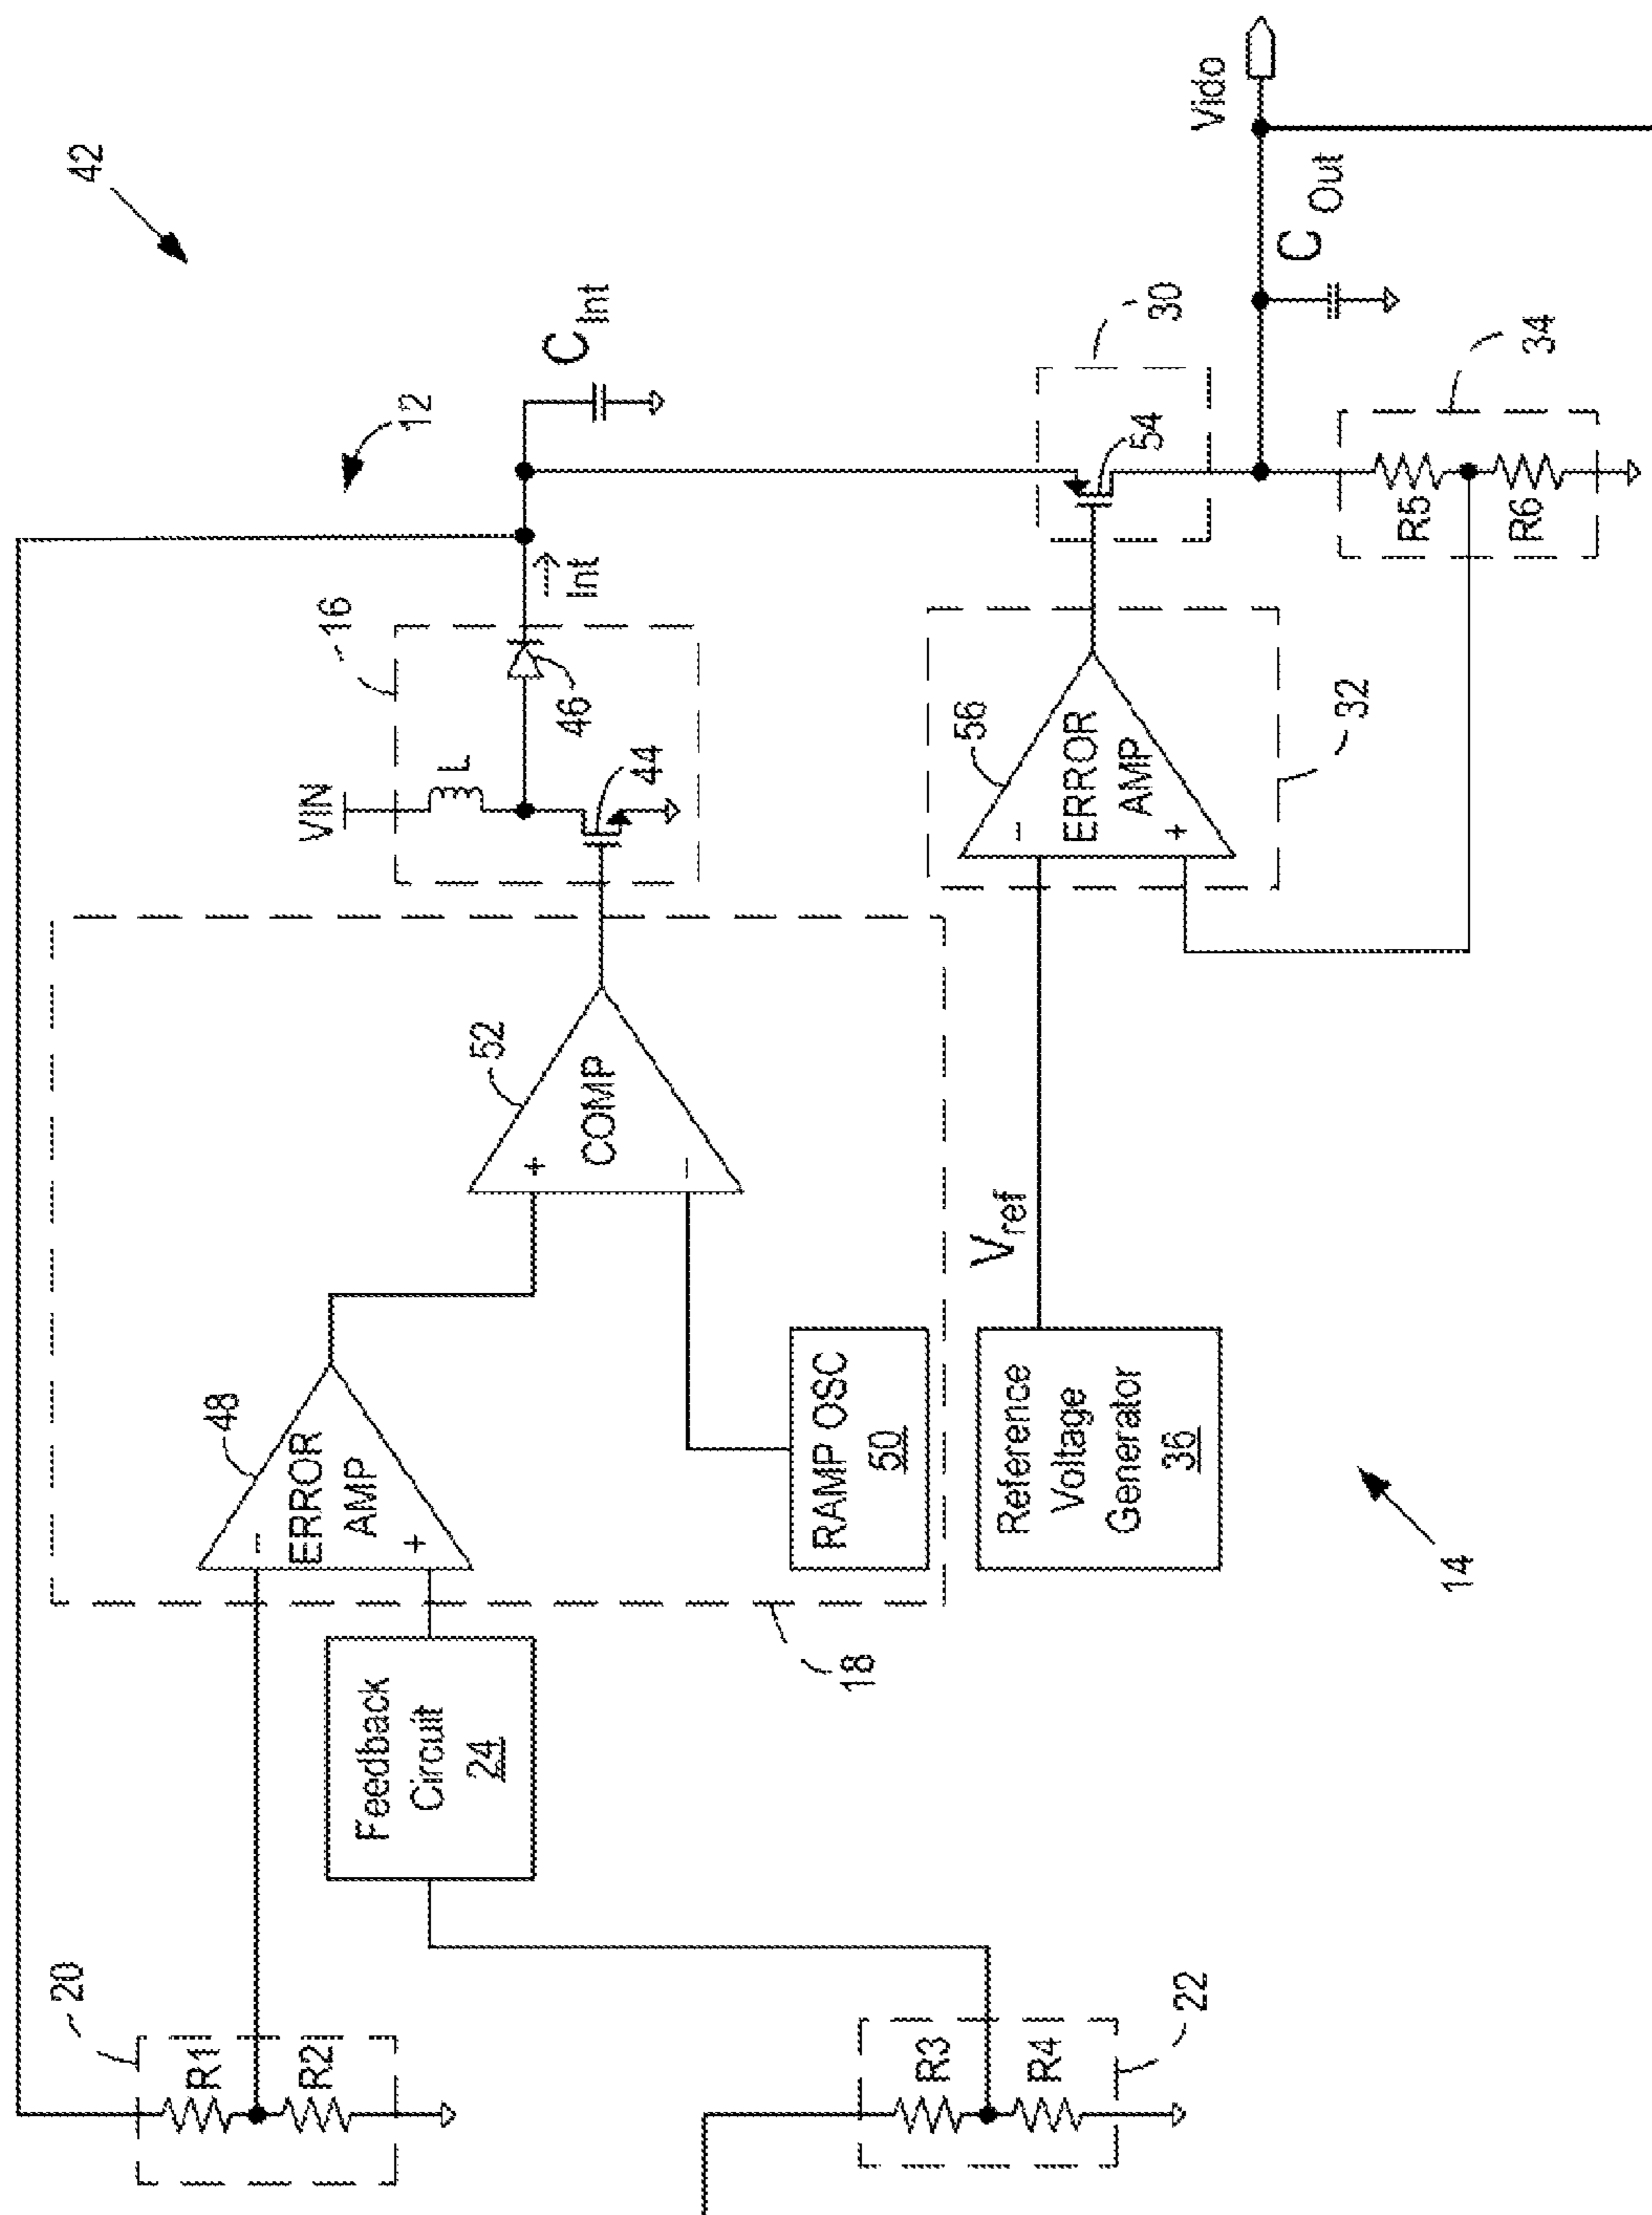 42
12
20
R1
R2
Feedback
Circuit
24
48
ERROR
AMP
-
+
18
RAMP OSC
50
52
COMP
+
-
VIN
L
16
46
44
Int
C Int
22
R3
R4
14
Reference
Voltage
Generator
36
Vref
56
ERROR
AMP
-
+
32
30
54
34
R5
R6
C Out
Vido